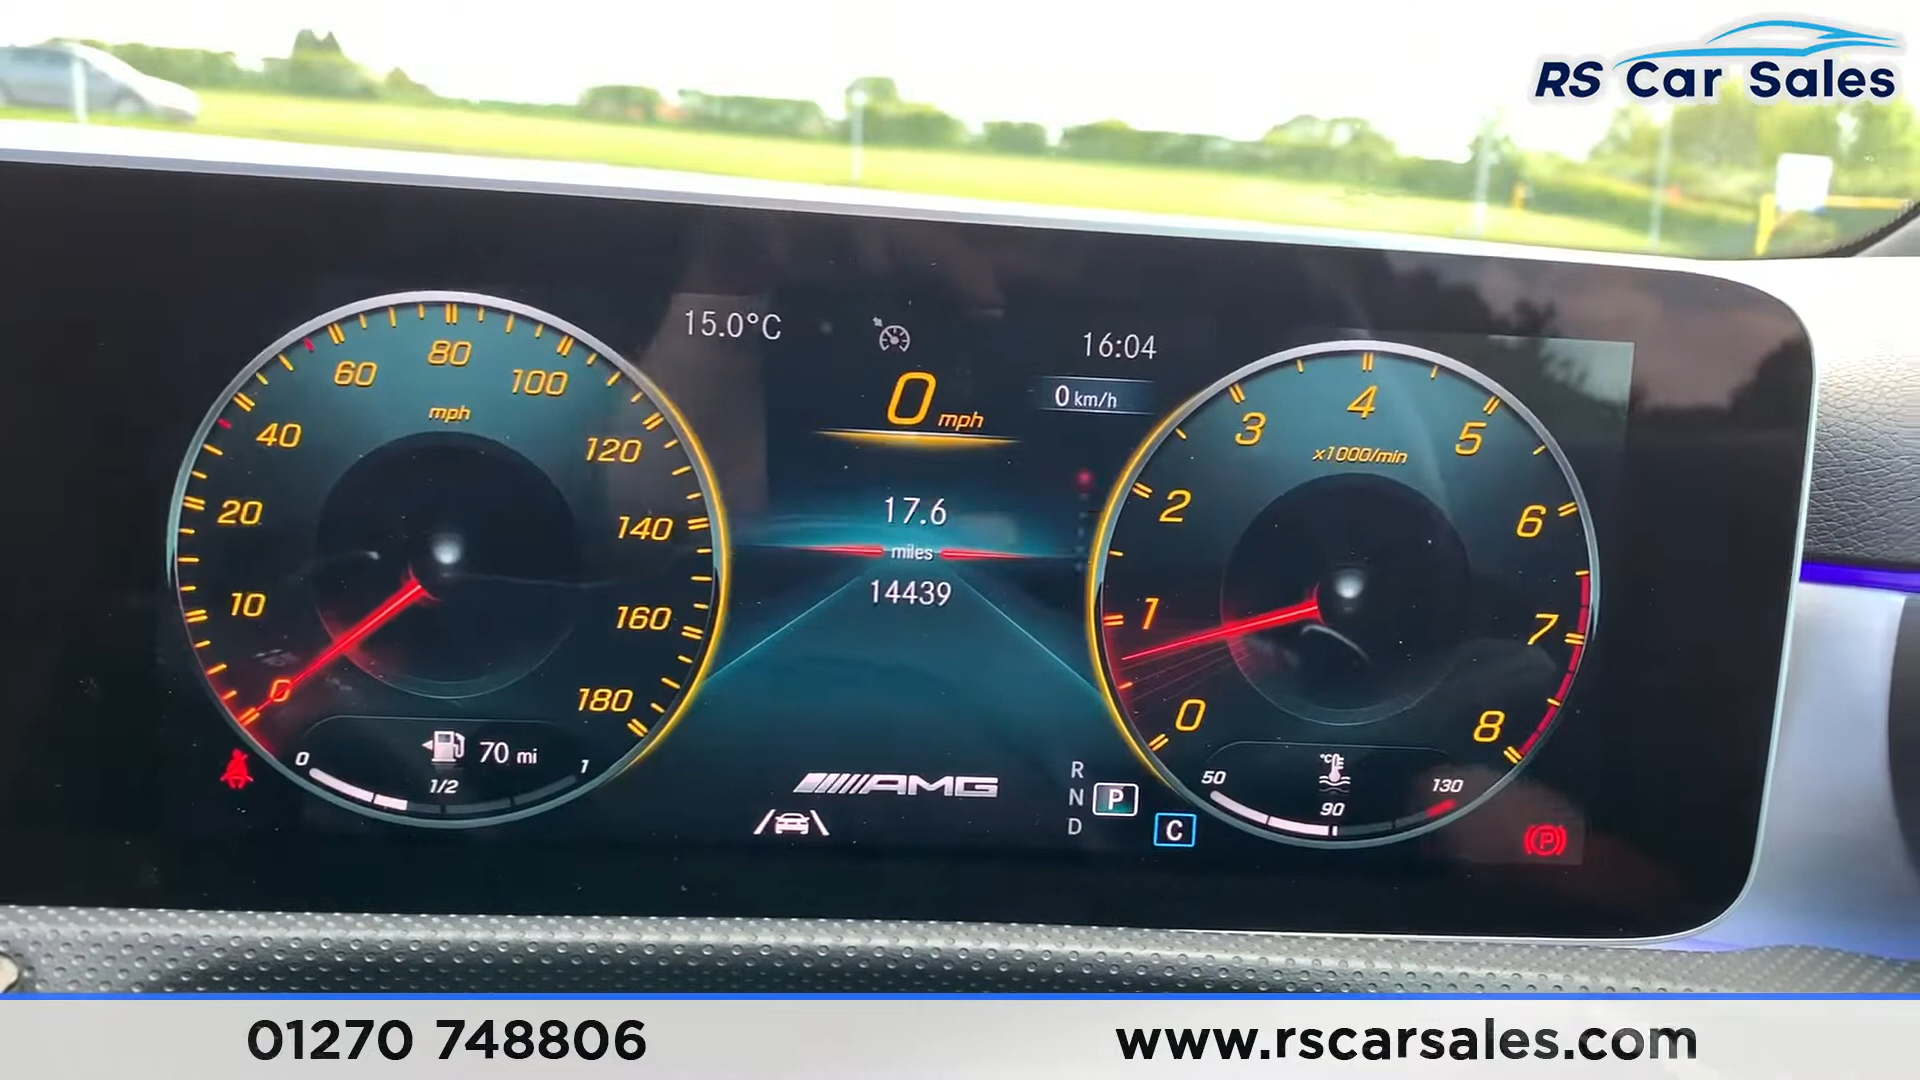 RS Car Sales
15.0°C
16:04
0 mph
0 km/h
80
60
100
mph
40
120
20
140
10
160
0
180
70 mi
0
1/2
1
17.6
miles
14439
AMG
R
N
P
D
C
4
3
5
x1000/min
2
6
1
7
0
8
°C
50
130
90
P
01270 748806
www.rscarsales.com